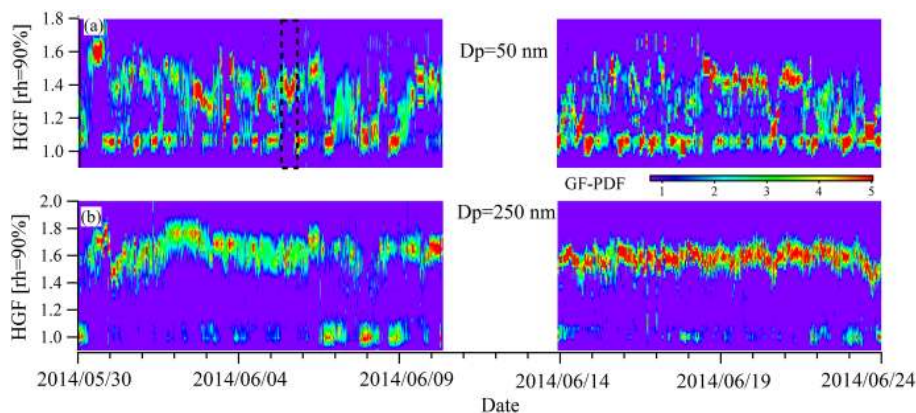 1.8
(a)
1.6
1.4
1.2
1.0
HGF [rh=90%]
Dp=50 nm
GF-PDF
1 2 3 4 5
2.0
(b)
1.8
1.6
1.4
1.2
1.0
HGF [rh=90%]
Dp=250 nm
2014/05/30 2014/06/04 2014/06/09 2014/06/14 2014/06/19 2014/06/24
Date